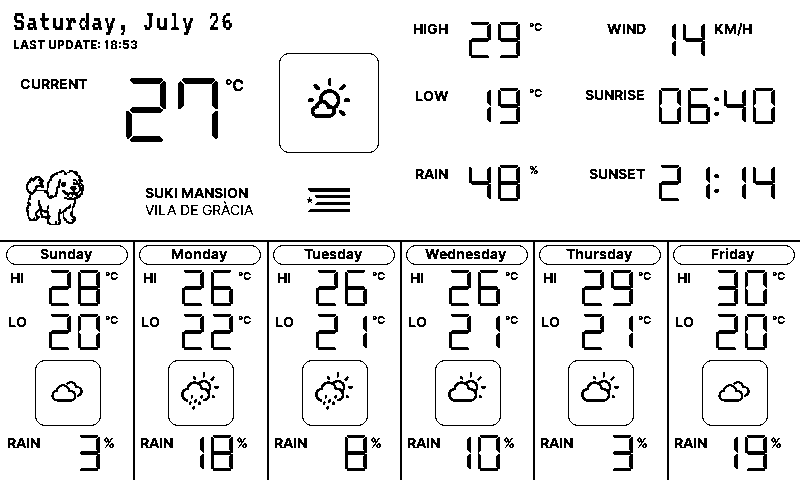 Saturday, July 26
LAST UPDATE: 18:53
CURRENT 27 °C
SUKI MANSION
VILA DE GRÀCIA
HIGH 29 °C
LOW 19 °C
RAIN 48 %
WIND 14 KM/H
SUNRISE 06:40
SUNSET 21:14
Sunday
HI 28 °C
LO 20 °C
RAIN 3 %
Monday
HI 26 °C
LO 22 °C
RAIN 18 %
Tuesday
HI 26 °C
LO 21 °C
RAIN 8 %
Wednesday
HI 26 °C
LO 21 °C
RAIN 10 %
Thursday
HI 29 °C
LO 21 °C
RAIN 3 %
Friday
HI 30 °C
LO 20 °C
RAIN 19 %